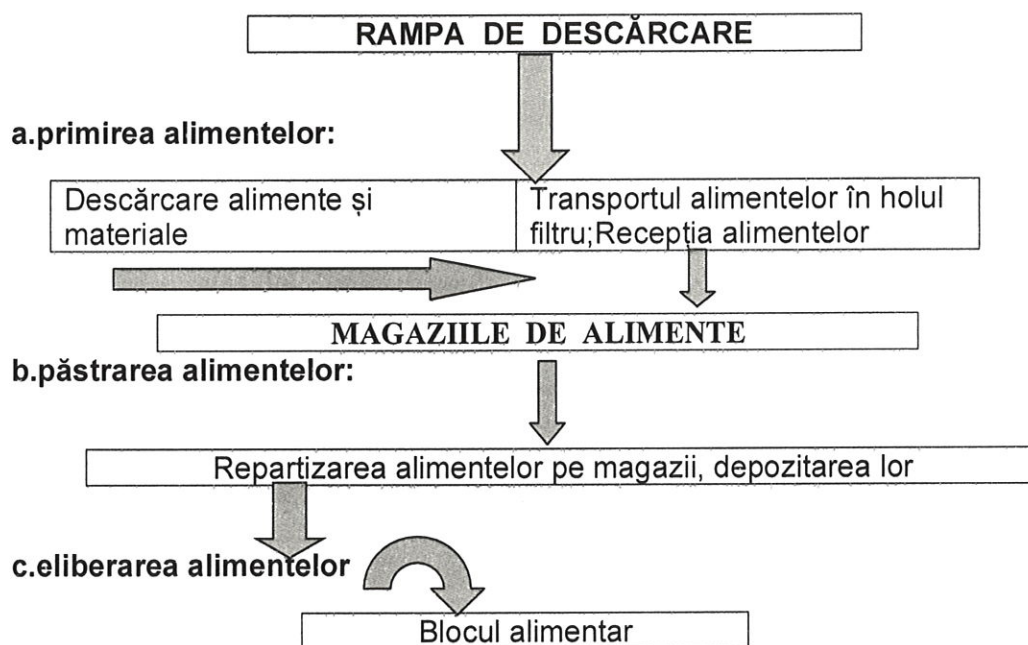 RAMPA DE DESCĂRCARE
a.primirea alimentelor:
Descărcare alimente și
materiale
Transportul alimentelor în holul
filtru;Recepția alimentelor
MAGAZIILE DE ALIMENTE
b.păstrarea alimentelor:
Repartizarea alimentelor pe magazii, depozitarea lor
c.eliberarea alimentelor
Blocul alimentar